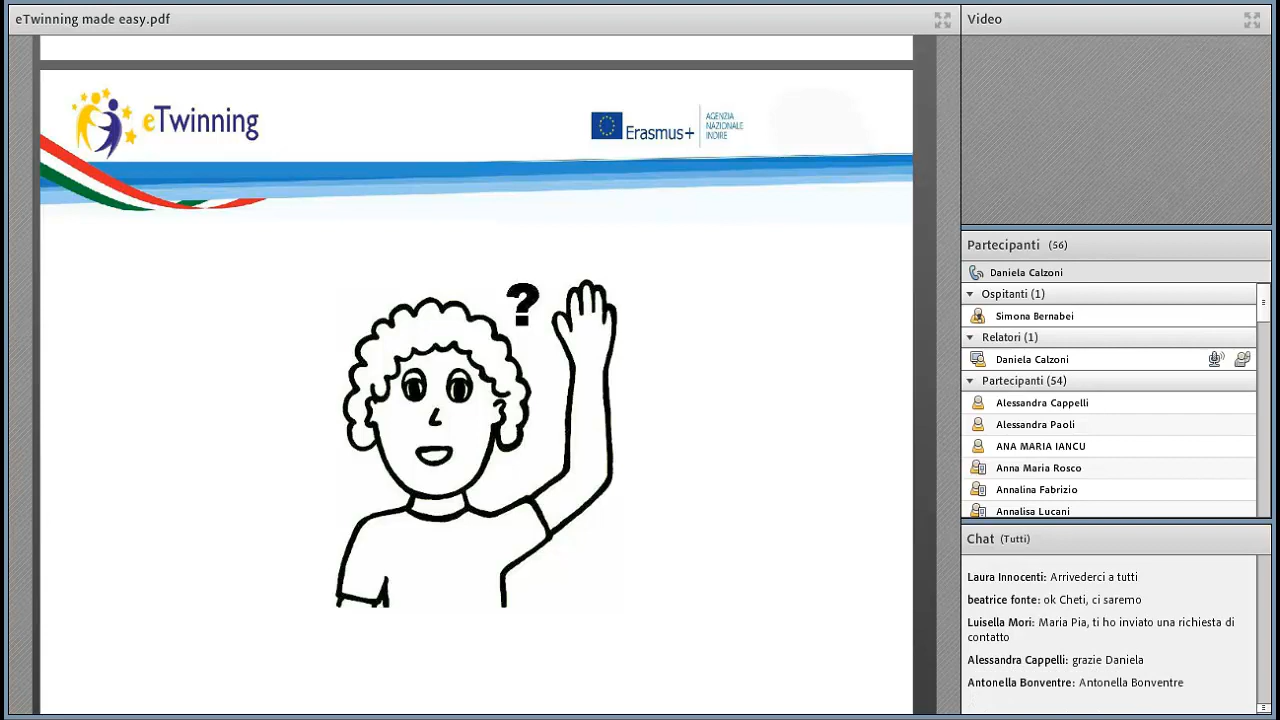 eTwinning made easy.pdf
eTwinning
Erasmus+
AGENZIA
NAZIONALE
INDIRE
?
Video
Partecipanti (56)
Daniela Calzoni
Ospitanti (1)
Simona Bernabei
Relatori (1)
Daniela Calzoni
Partecipanti (54)
Alessandra Cappelli
Alessandra Paoli
ANA MARIA IANCU
Anna Maria Rosco
Annalina Fabrizio
Annalisa Lucani
Chat (Tutti)
Laura Innocenti: Arrivederci a tutti
beatrice fonte: ok Cheti, ci saremo
Luisella Mori: Maria Pia, ti ho inviato una richiesta di
contatto
Alessandra Cappelli: grazie Daniela
Antonella Bonventre: Antonella Bonventre